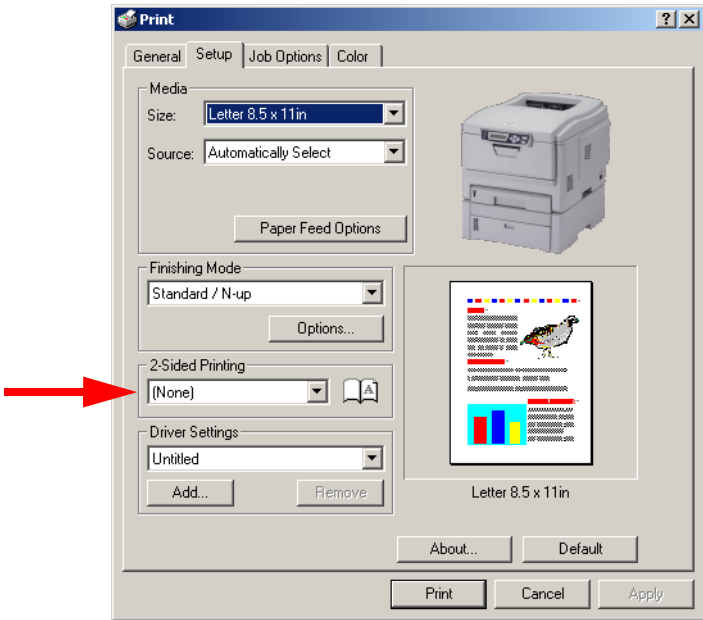 Print
General Setup Job Options Color
Media
Size: Letter 8.5 x 11in
Source: Automatically Select
Paper Feed Options
Finishing Mode
Standard / N-up
Options...
2-Sided Printing
(None)
A
Driver Settings
Untitled
Add... Remove
Letter 8.5 x 11in
About... Default
Print Cancel Apply